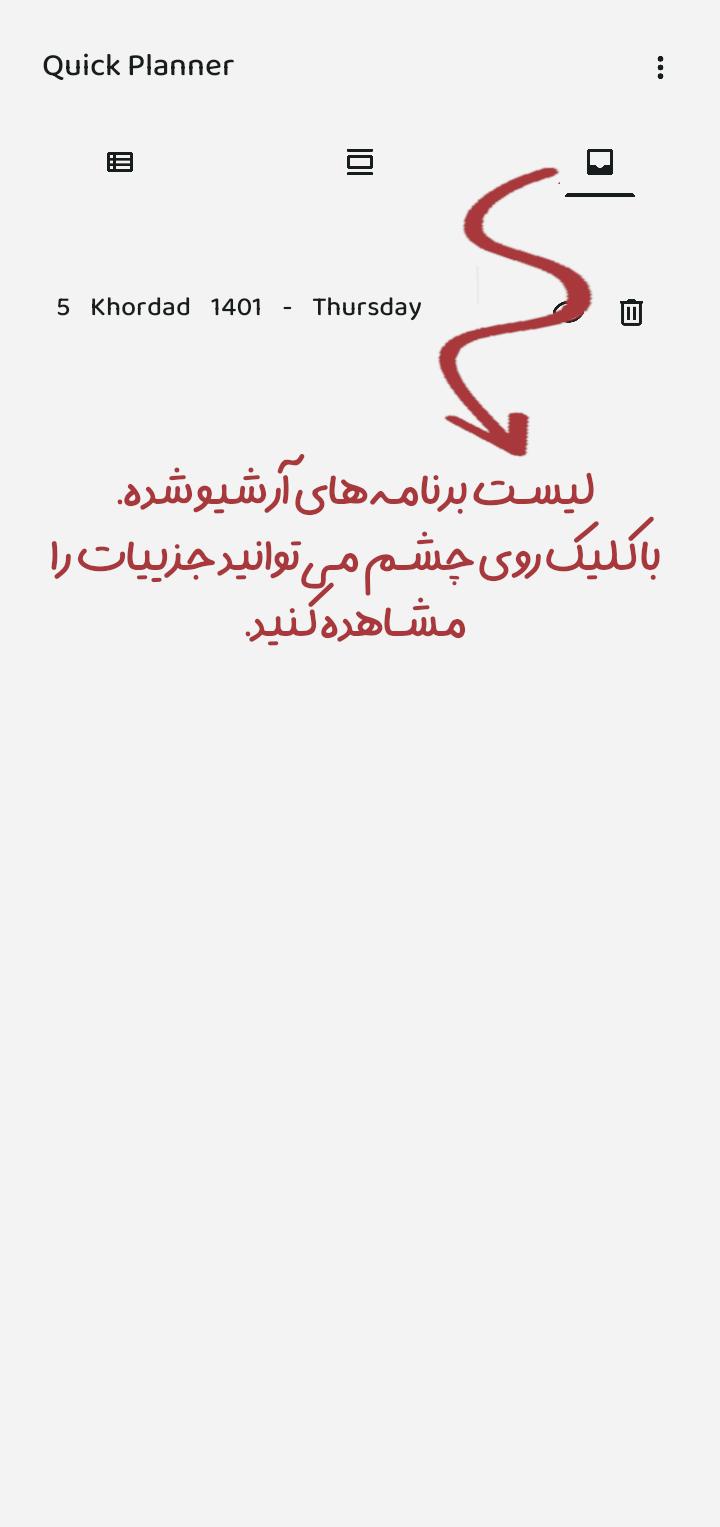 Quick Planner
5 Khordad 1401 - Thursday
لیست برنامه‌های آرشیو شده.
با کلیک روی چشم می‌توانید جزییات را
مشاهده کنید.